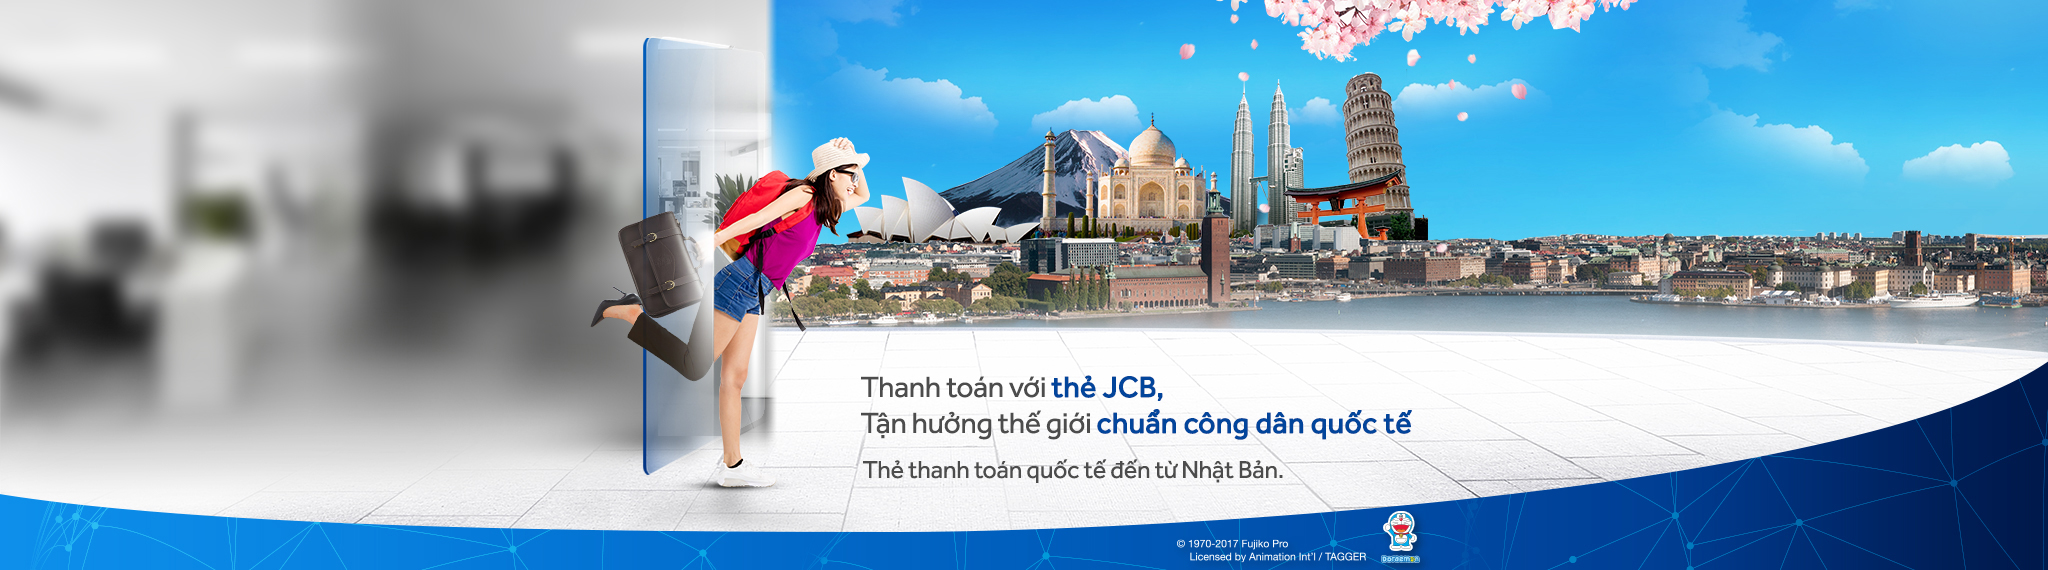 Thanh toán với thẻ JCB,
Tận hưởng thế giới chuẩn công dân quốc tế
Thẻ thanh toán quốc tế đến từ Nhật Bản.
© 1970-2017 Fujiko Pro
Licensed by Animation Int'l / TAGGER
DORAEMON